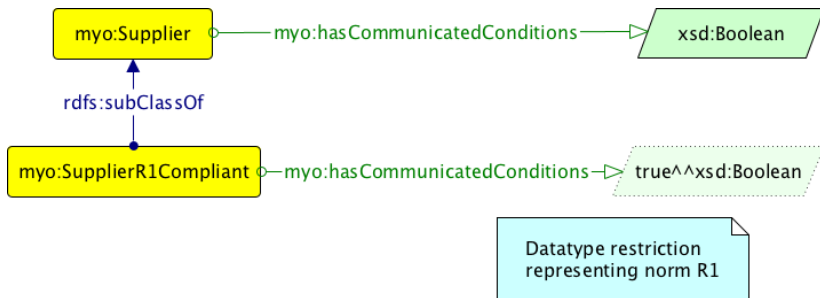 myo:Supplier
myo:hasCommunicatedConditions
xsd:Boolean
rdfs:subClassOf
myo:SupplierR1Compliant
myo:hasCommunicatedConditions
true^^xsd:Boolean
Datatype restriction
representing norm R1